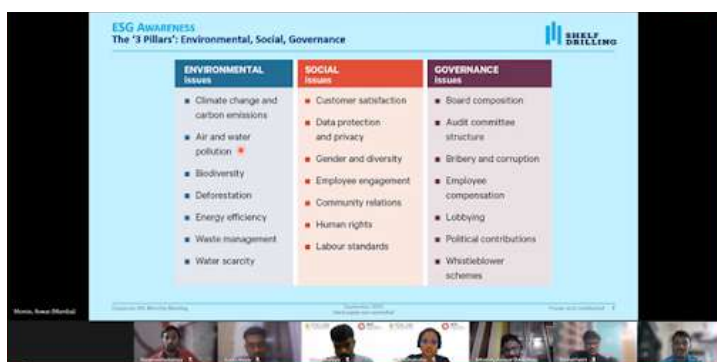 ESG AWARENESS
The '3 Pillars': Environmental, Social, Governance
SHELF
DRILLING
ENVIRONMENTAL
issues
Climate change and
carbon emissions
Air and water
pollution
Biodiversity
Deforestation
Energy efficiency
Waste management
Water scarcity
SOCIAL
issues
Customer satisfaction
Data protection
and privacy
Gender and diversity
Employee engagement
Community relations
Human rights
Labour standards
GOVERNANCE
issues
Board composition
Audit committee
structure
Bribery and corruption
Employee
compensation
Lobbying
Political contributions
Whistleblower
schemes